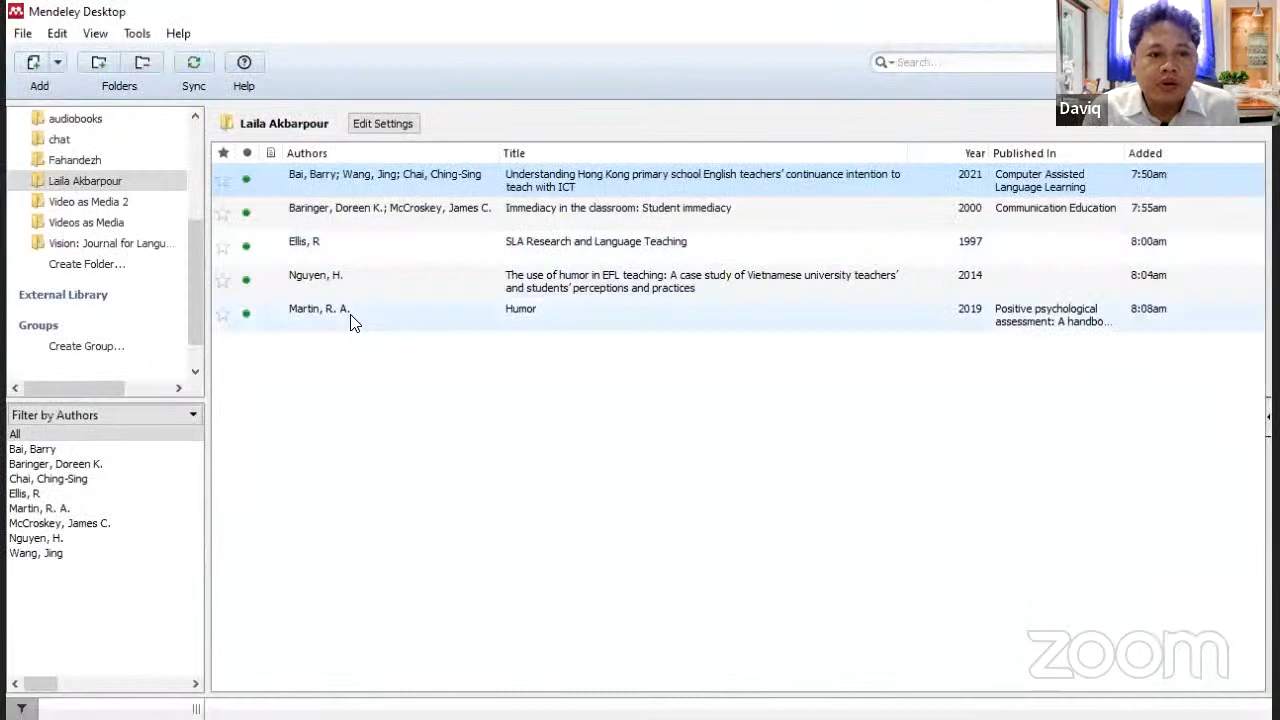 Mendeley Desktop
File Edit View Tools Help
Search...
Add Folders Sync Help
Daviq
audiobooks
chat
Fahandezh
Laila Akbarpour
Video as Media 2
Videos as Media
Vision: Journal for Langu...
Create Folder...
External Library
Groups
Create Group...
Filter by Authors
All
Bai, Barry
Baringer, Doreen K.
Chai, Ching-Sing
Ellis, R
Martin, R. A.
McCroskey, James C.
Nguyen, H.
Wang, Jing
Laila Akbarpour Edit Settings
Authors Title Year Published In Added
Bai, Barry; Wang, Jing; Chai, Ching-Sing Understanding Hong Kong primary school English teachers' continuance intention to 2021 Computer Assisted 7:50am
teach with ICT Language Learning
Baringer, Doreen K.; McCroskey, James C. Immediacy in the classroom: Student immediacy 2000 Communication Education 7:55am
Ellis, R SLA Research and Language Teaching 1997 8:00am
Nguyen, H. The use of humor in EFL teaching: A case study of Vietnamese university teachers' 2014 8:04am
and students' perceptions and practices
Martin, R. A. Humor 2019 Positive psychological 8:08am
assessment: A handbo...
zoom